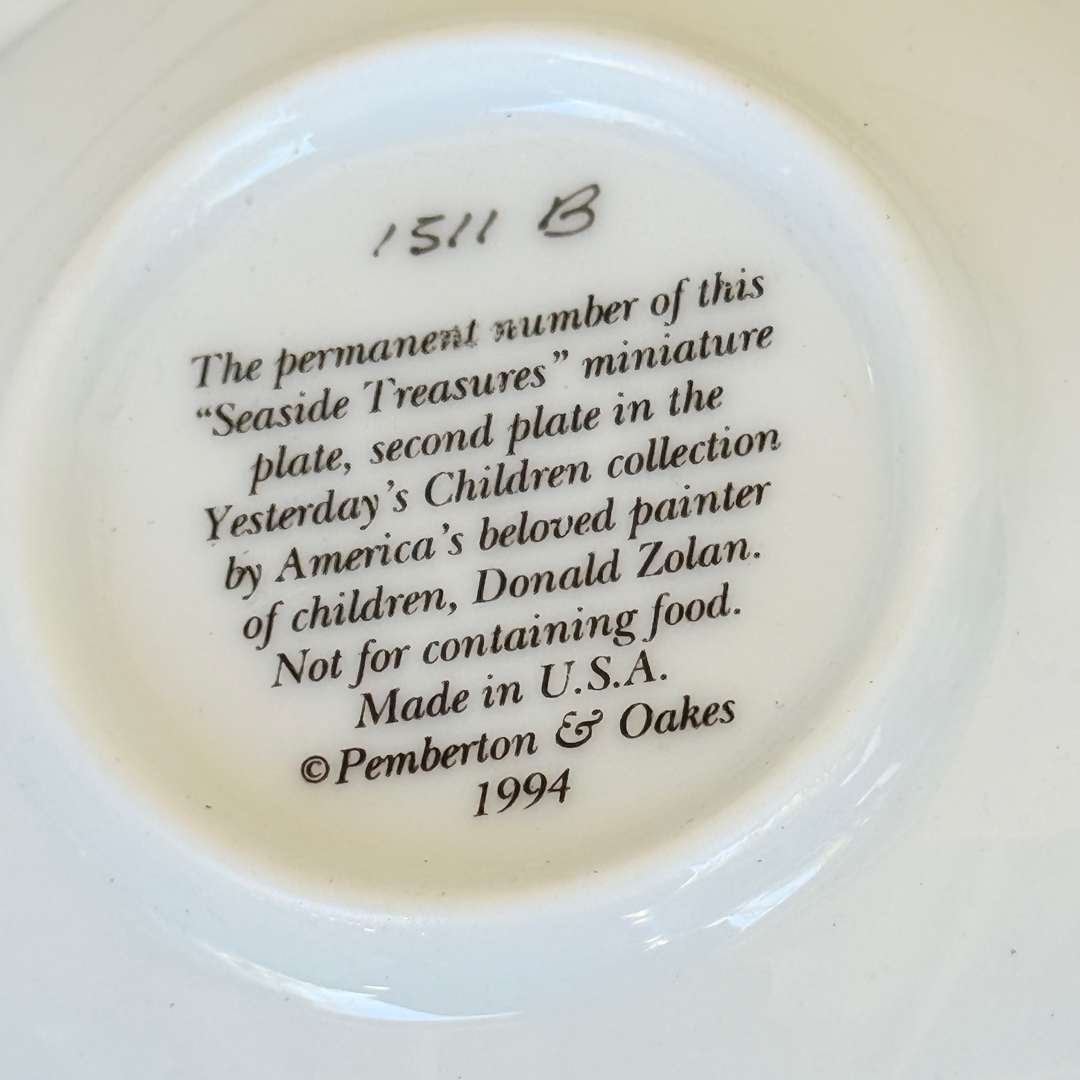 1511 B
The permanent number of this
“Seaside Treasures” miniature
plate, second plate in the
Yesterday’s Children collection
by America’s beloved painter
of children, Donald Zolan.
Not for containing food.
Made in U.S.A.
©Pemberton & Oakes
1994